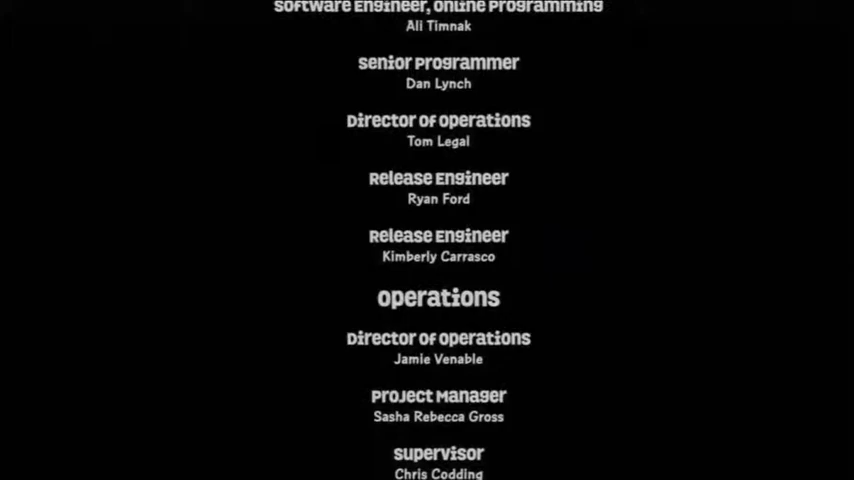 Software Engineer, Online Programming
Ali Timnak
Senior Programmer
Dan Lynch
Director of Operations
Tom Legal
Release Engineer
Ryan Ford
Release Engineer
Kimberly Carrasco
Operations
Director of Operations
Jamie Venable
Project Manager
Sasha Rebecca Gross
Supervisor
Chris Codding